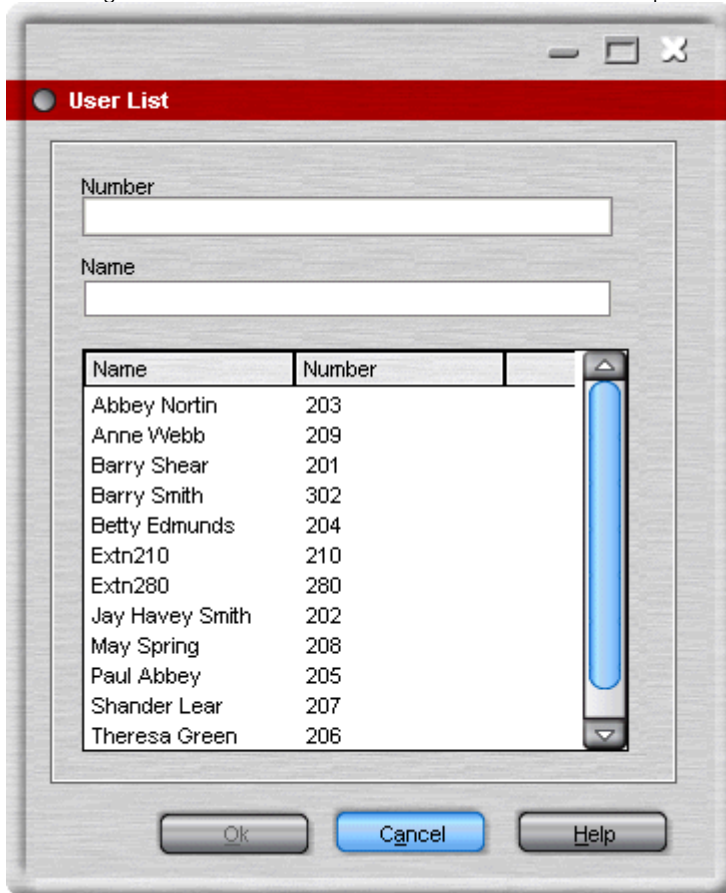 User List
Number
Name
Name Number
Abbey Nortin 203
Anne Webb 209
Barry Shear 201
Barry Smith 302
Betty Edmunds 204
Extn210 210
Extn280 280
Jay Havey Smith 202
May Spring 208
Paul Abbey 205
Shander Lear 207
Theresa Green 206
Ok Cancel Help